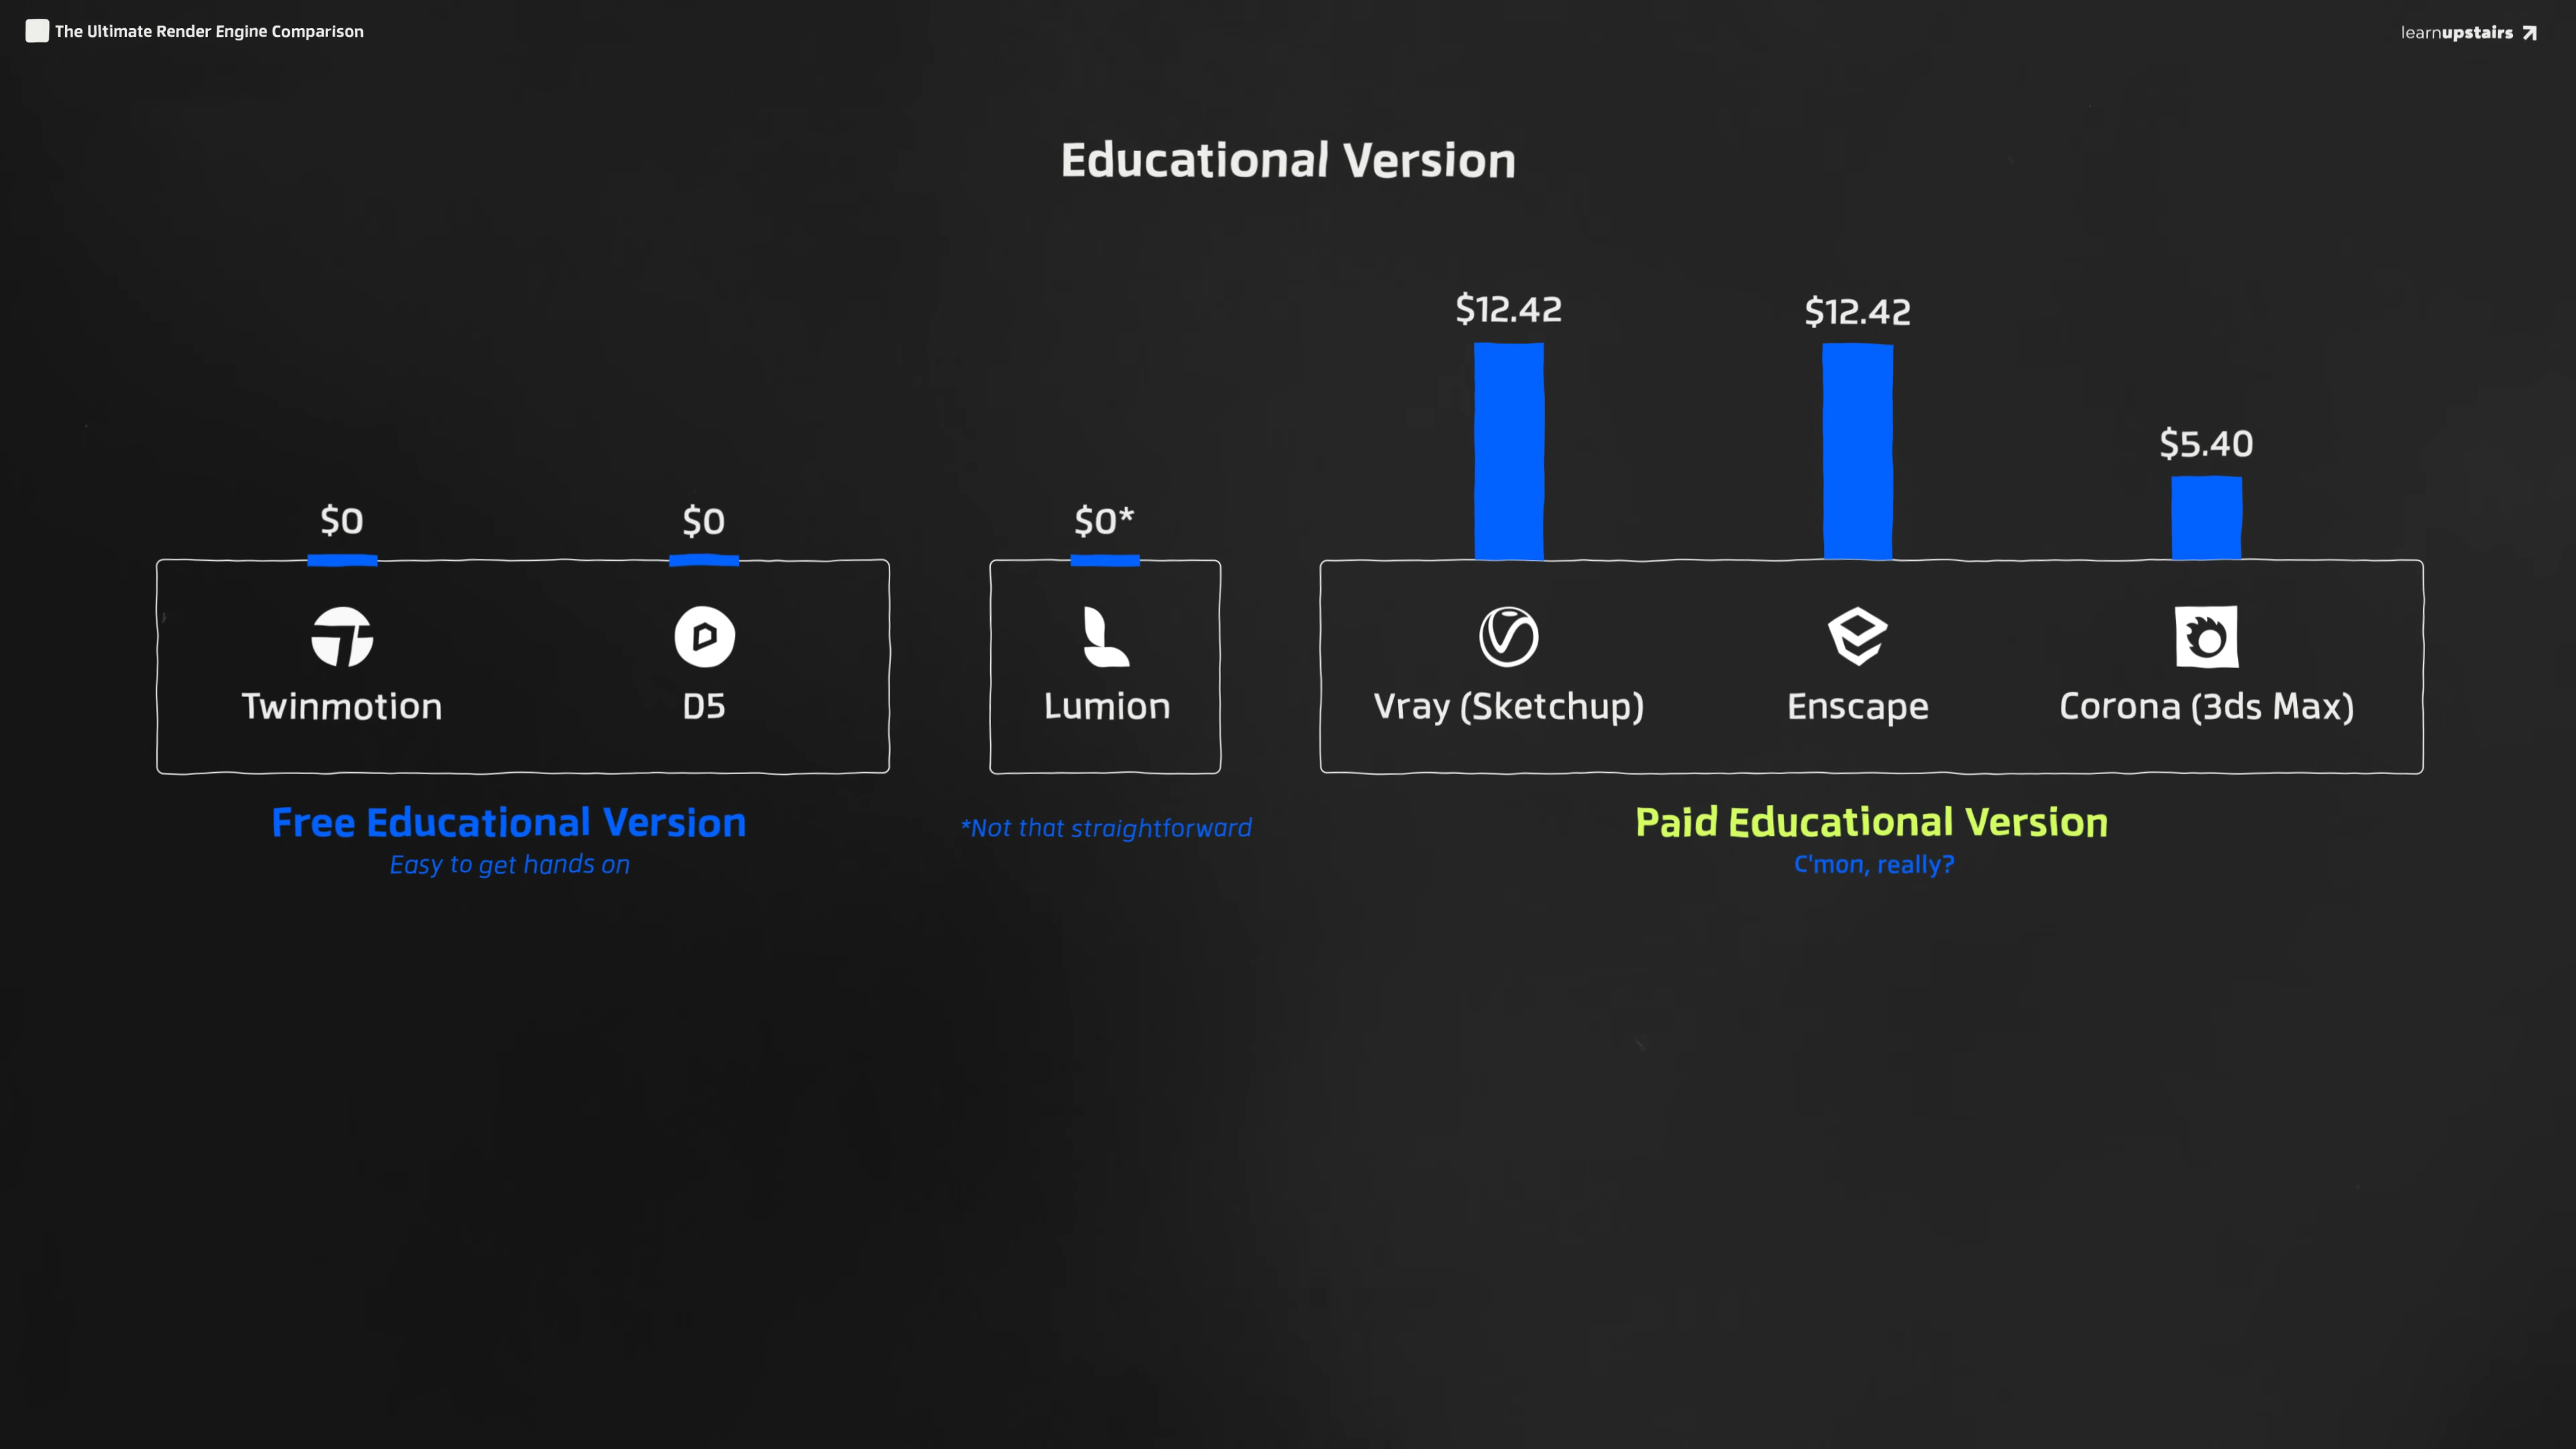 The Ultimate Render Engine Comparison
learnupstairs
Educational Version
$12.42
$12.42
$5.40
$0
$0
$0*
Twinmotion
D5
Lumion
Vray (Sketchup)
Enscape
Corona (3ds Max)
Free Educational Version
Easy to get hands on
*Not that straightforward
Paid Educational Version
C'mon, really?